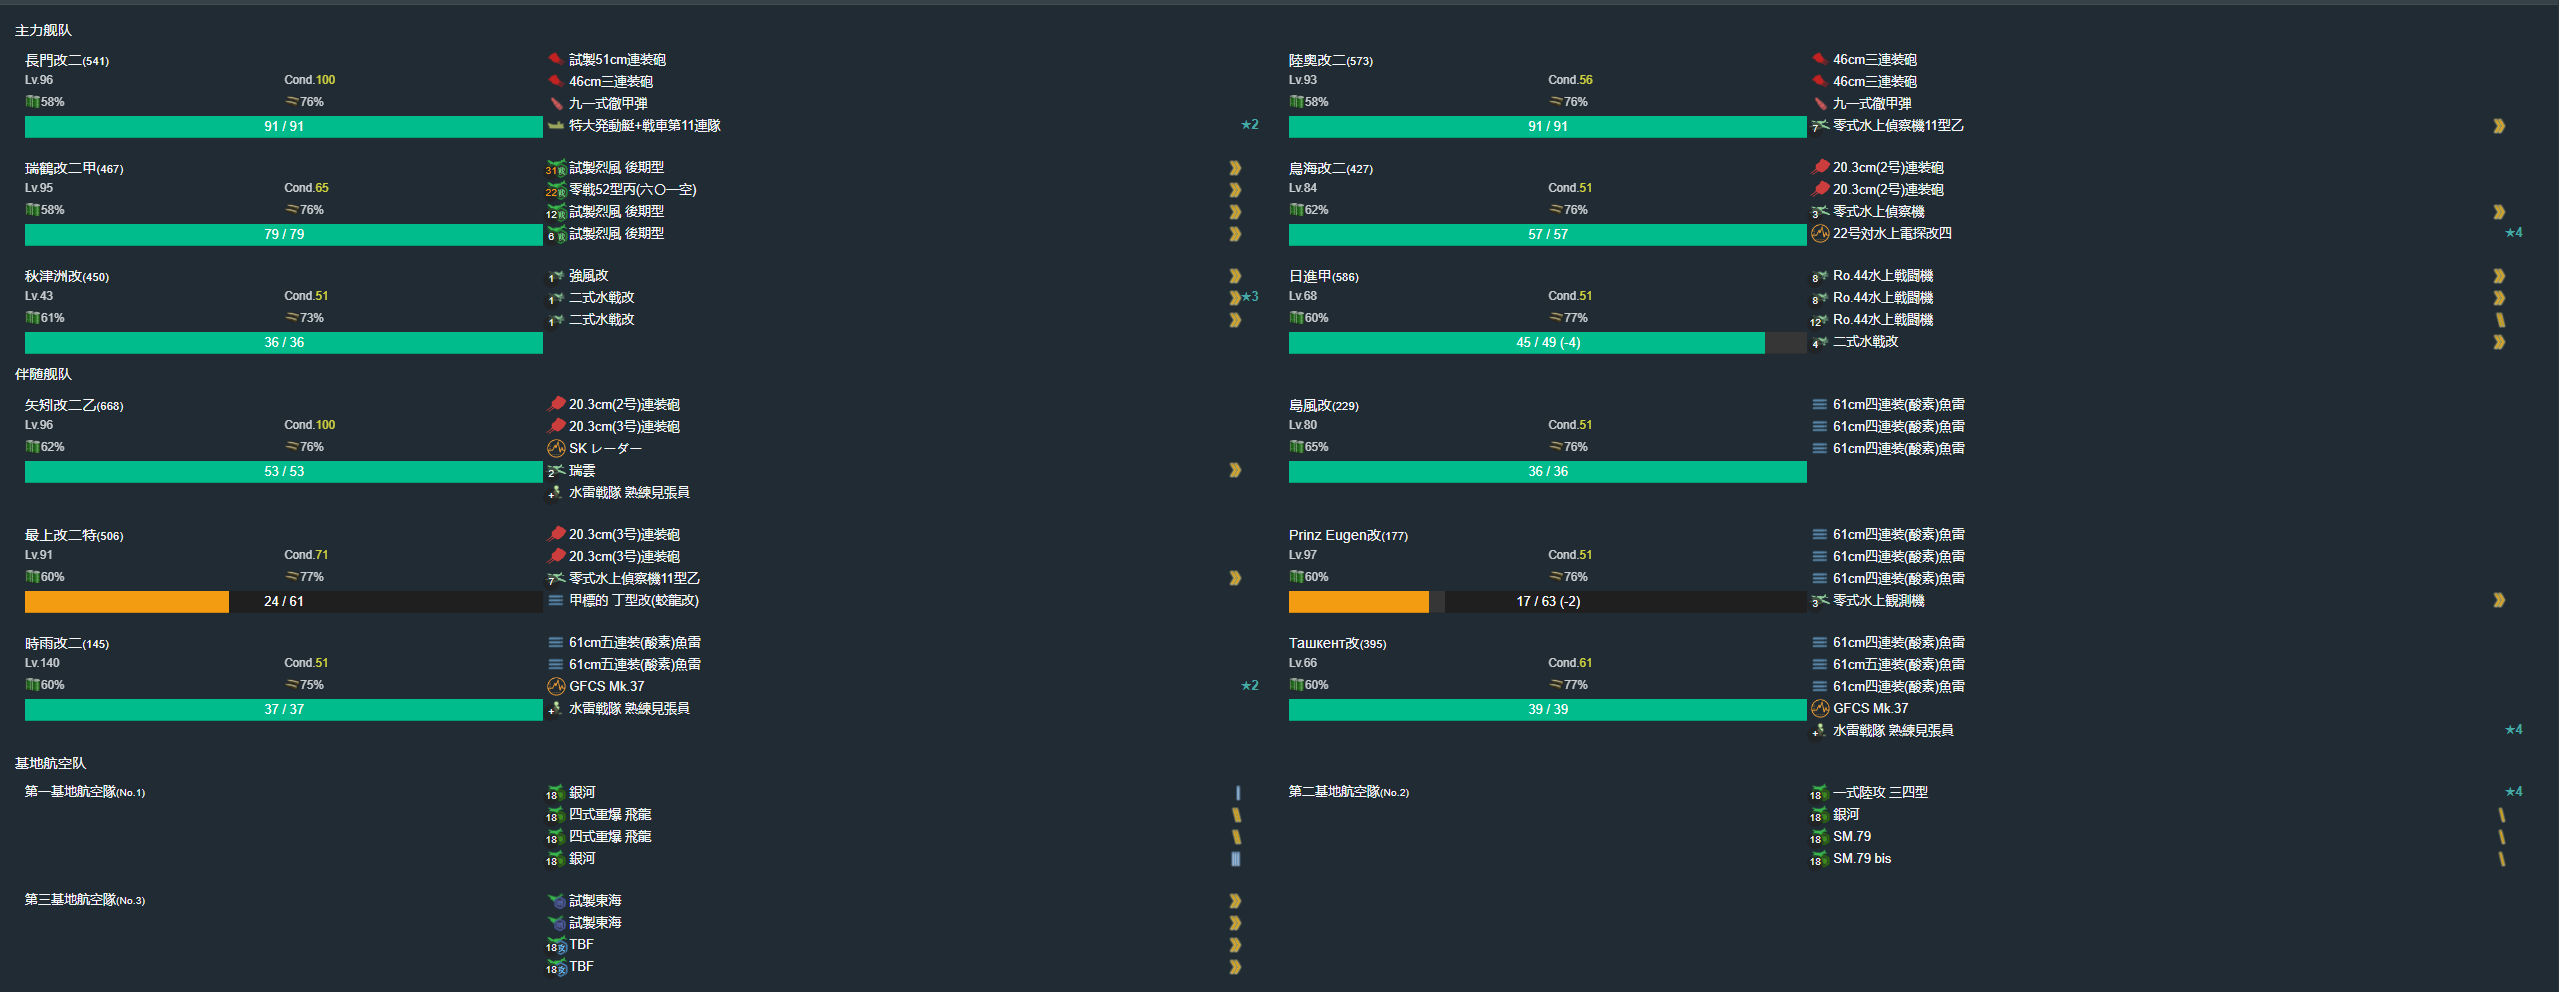 主力舰队
長門改二(541)
Lv.96 Cond.100
58% 76%
91 / 91
試製51cm連装砲
46cm三連装砲
九一式徹甲弾
特大発動艇+戦車第11連隊 ★2
陸奥改二(573)
Lv.93 Cond.56
58% 76%
91 / 91
46cm三連装砲
46cm三連装砲
九一式徹甲弾
7 零式水上偵察機11型乙
瑞鶴改二甲(467)
Lv.95 Cond.65
58% 76%
79 / 79
31 試製烈風 後期型
22 零戦52型丙(六〇一空)
12 試製烈風 後期型
6 試製烈風 後期型
鳥海改二(427)
Lv.84 Cond.51
62% 76%
57 / 57
20.3cm(2号)連装砲
20.3cm(2号)連装砲
3 零式水上偵察機
22号対水上電探改四 ★4
秋津洲改(450)
Lv.43 Cond.51
61% 73%
36 / 36
1 強風改
1 二式水戦改 ★3
1 二式水戦改
日進甲(586)
Lv.68 Cond.51
60% 77%
45 / 49 (-4)
8 Ro.44水上戦闘機
8 Ro.44水上戦闘機
12 Ro.44水上戦闘機
4 二式水戦改
伴随舰队
矢矧改二乙(668)
Lv.96 Cond.100
62% 76%
53 / 53
20.3cm(2号)連装砲
20.3cm(3号)連装砲
SK レーダー
2 瑞雲
+ 水雷戦隊 熟練見張員
島風改(229)
Lv.80 Cond.51
65% 76%
36 / 36
61cm四連装(酸素)魚雷
61cm四連装(酸素)魚雷
61cm四連装(酸素)魚雷
最上改二特(506)
Lv.91 Cond.71
60% 77%
24 / 61
20.3cm(3号)連装砲
20.3cm(3号)連装砲
7 零式水上偵察機11型乙
甲標的 丁型改(蛟龍改)
Prinz Eugen改(177)
Lv.97 Cond.51
60% 76%
17 / 63 (-2)
61cm四連装(酸素)魚雷
61cm四連装(酸素)魚雷
61cm四連装(酸素)魚雷
3 零式水上観測機
時雨改二(145)
Lv.140 Cond.51
60% 75%
37 / 37
61cm五連装(酸素)魚雷
61cm五連装(酸素)魚雷
GFCS Mk.37 ★2
+ 水雷戦隊 熟練見張員
Ташкент改(395)
Lv.66 Cond.61
60% 77%
39 / 39
61cm四連装(酸素)魚雷
61cm五連装(酸素)魚雷
61cm四連装(酸素)魚雷
GFCS Mk.37
+ 水雷戦隊 熟練見張員 ★4
基地航空队
第一基地航空隊(No.1)
18 銀河
18 四式重爆 飛龍
18 四式重爆 飛龍
18 銀河
第二基地航空隊(No.2)
18 一式陸攻 三四型 ★4
18 銀河
18 SM.79
18 SM.79 bis
第三基地航空隊(No.3)
試製東海
試製東海
18 TBF
18 TBF